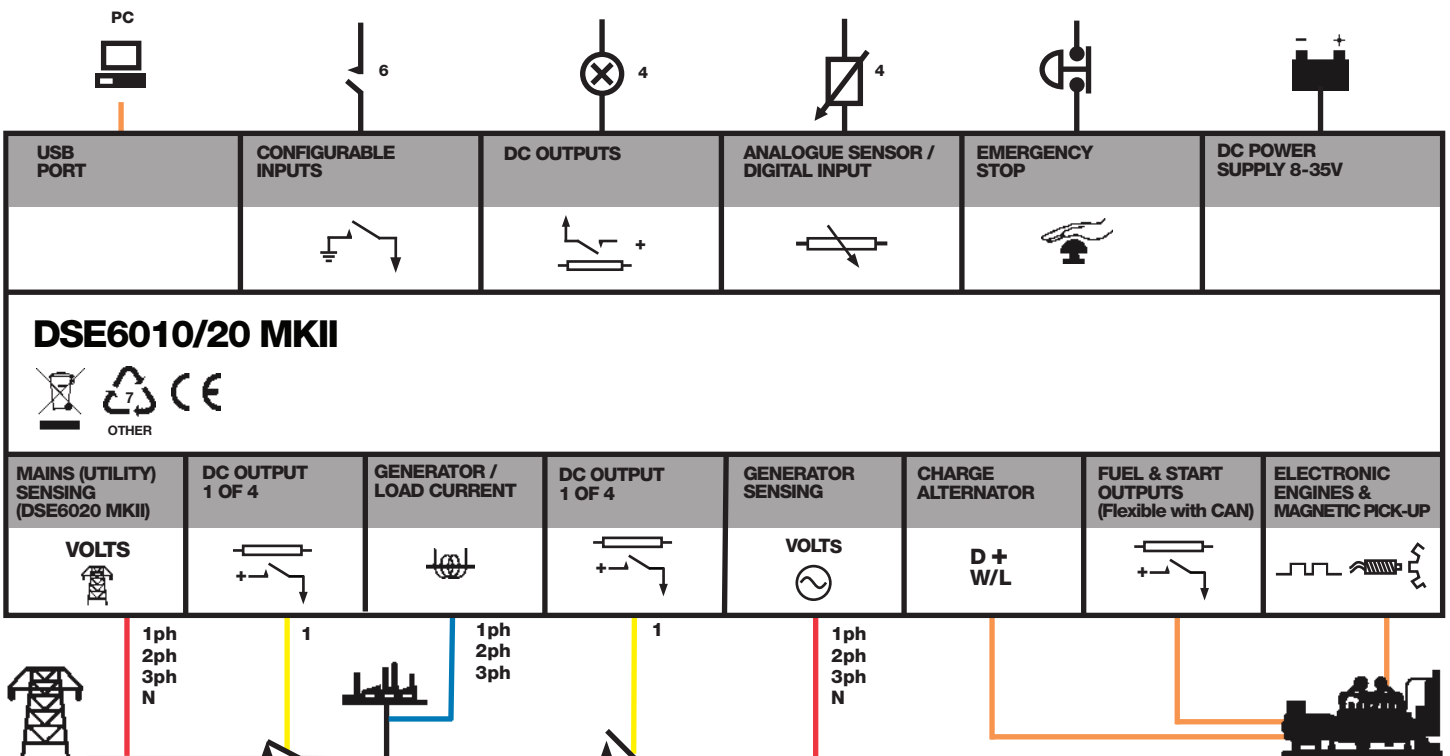 PC
6
4
4
- +
USB
PORT
CONFIGURABLE
INPUTS
DC OUTPUTS
ANALOGUE SENSOR /
DIGITAL INPUT
EMERGENCY
STOP
DC POWER
SUPPLY 8-35V
+
DSE6010/20 MKII
7
OTHER
CE
MAINS (UTILITY)
SENSING
(DSE6020 MKII)
DC OUTPUT
1 OF 4
GENERATOR /
LOAD CURRENT
DC OUTPUT
1 OF 4
GENERATOR
SENSING
CHARGE
ALTERNATOR
FUEL & START
OUTPUTS
(Flexible with CAN)
ELECTRONIC
ENGINES &
MAGNETIC PICK-UP
VOLTS
+
+
VOLTS
D +
W/L
+
1ph
2ph
3ph
N
1
1ph
2ph
3ph
1
1ph
2ph
3ph
N